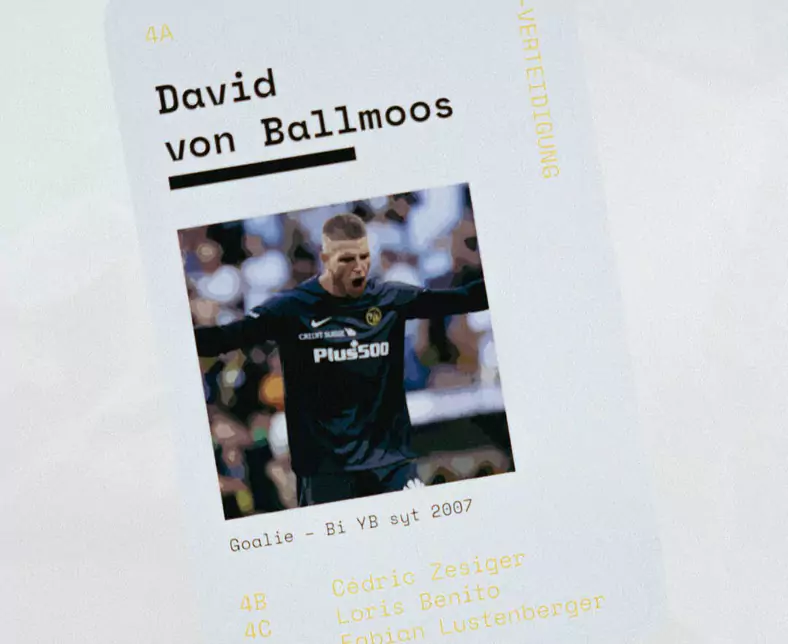 4A
-VERTEIDIGUNG
David
von Ballmoos
CREDIT SUISSE
Plus500
Goalie – Bi YB syt 2007
4B Cédric Zesiger
4C Loris Benito
Fabian Lustenberger